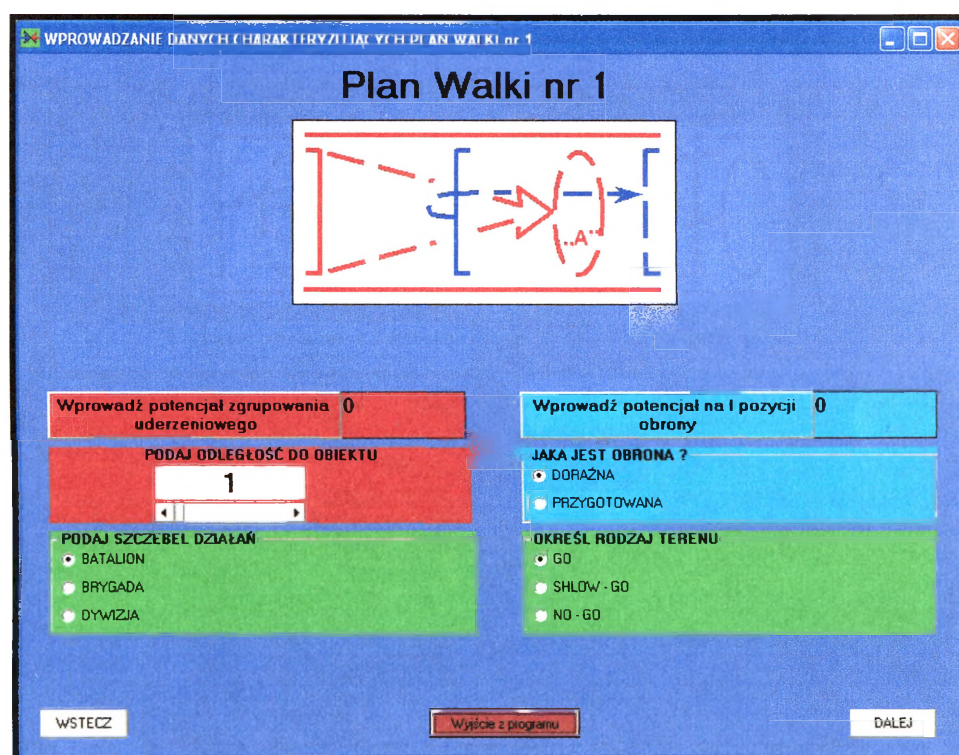 WPROWADZANIE DANYCH CHARAKTERYZUJĄCYCH PLAN WALKI nr 1
Plan Walki nr 1
„A"
Wprowadź potencjał zgrupowania
uderzeniowego
0
Wprowadź potencjał na I pozycji
obrony
0
PODAJ ODLEGŁOŚĆ DO OBIEKTU
1
JAKA JEST OBRONA ?
DORAŹNA
PRZYGOTOWANA
PODAJ SZCZEBEL DZIAŁAŃ
BATALION
BRYGADA
DYWIZJA
OKREŚL RODZAJ TERENU
GO
SHLOW - GO
NO - GO
WSTECZ
Wyjście z programu
DALEJ